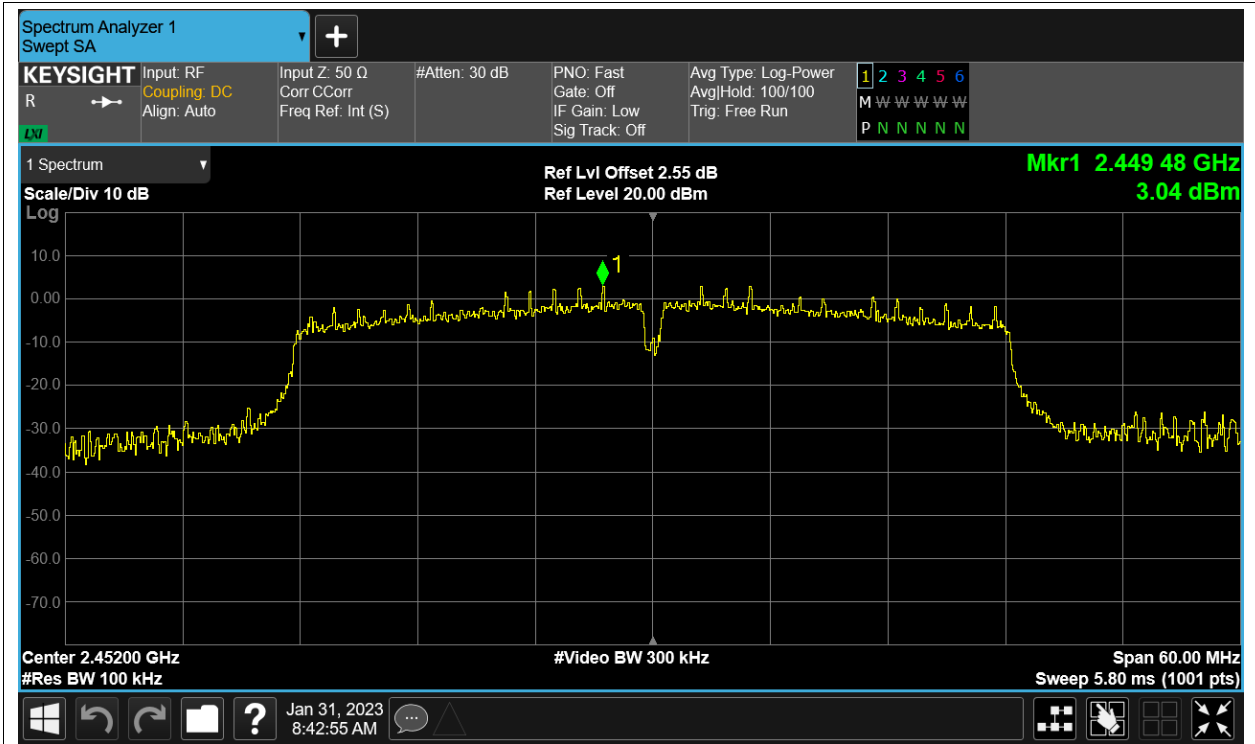 Spectrum Analyzer 1
Swept SA
KEYSIGHT
R
LXI
Input: RF
Coupling: DC
Align: Auto
Input Z: 50 Ω
Corr CCorr
Freq Ref: Int (S)
#Atten: 30 dB
PNO: Fast
Gate: Off
IF Gain: Low
Sig Track: Off
Avg Type: Log-Power
Avg|Hold: 100/100
Trig: Free Run
1 2 3 4 5 6
M W W W W W
P N N N N N
1 Spectrum
Scale/Div 10 dB
Log
Ref Lvl Offset 2.55 dB
Ref Level 20.00 dBm
Mkr1 2.449 48 GHz
3.04 dBm
1
10.0
0.00
-10.0
-20.0
-30.0
-40.0
-50.0
-60.0
-70.0
Center 2.45200 GHz
#Res BW 100 kHz
#Video BW 300 kHz
Span 60.00 MHz
Sweep 5.80 ms (1001 pts)
?
Jan 31, 2023
8:42:55 AM